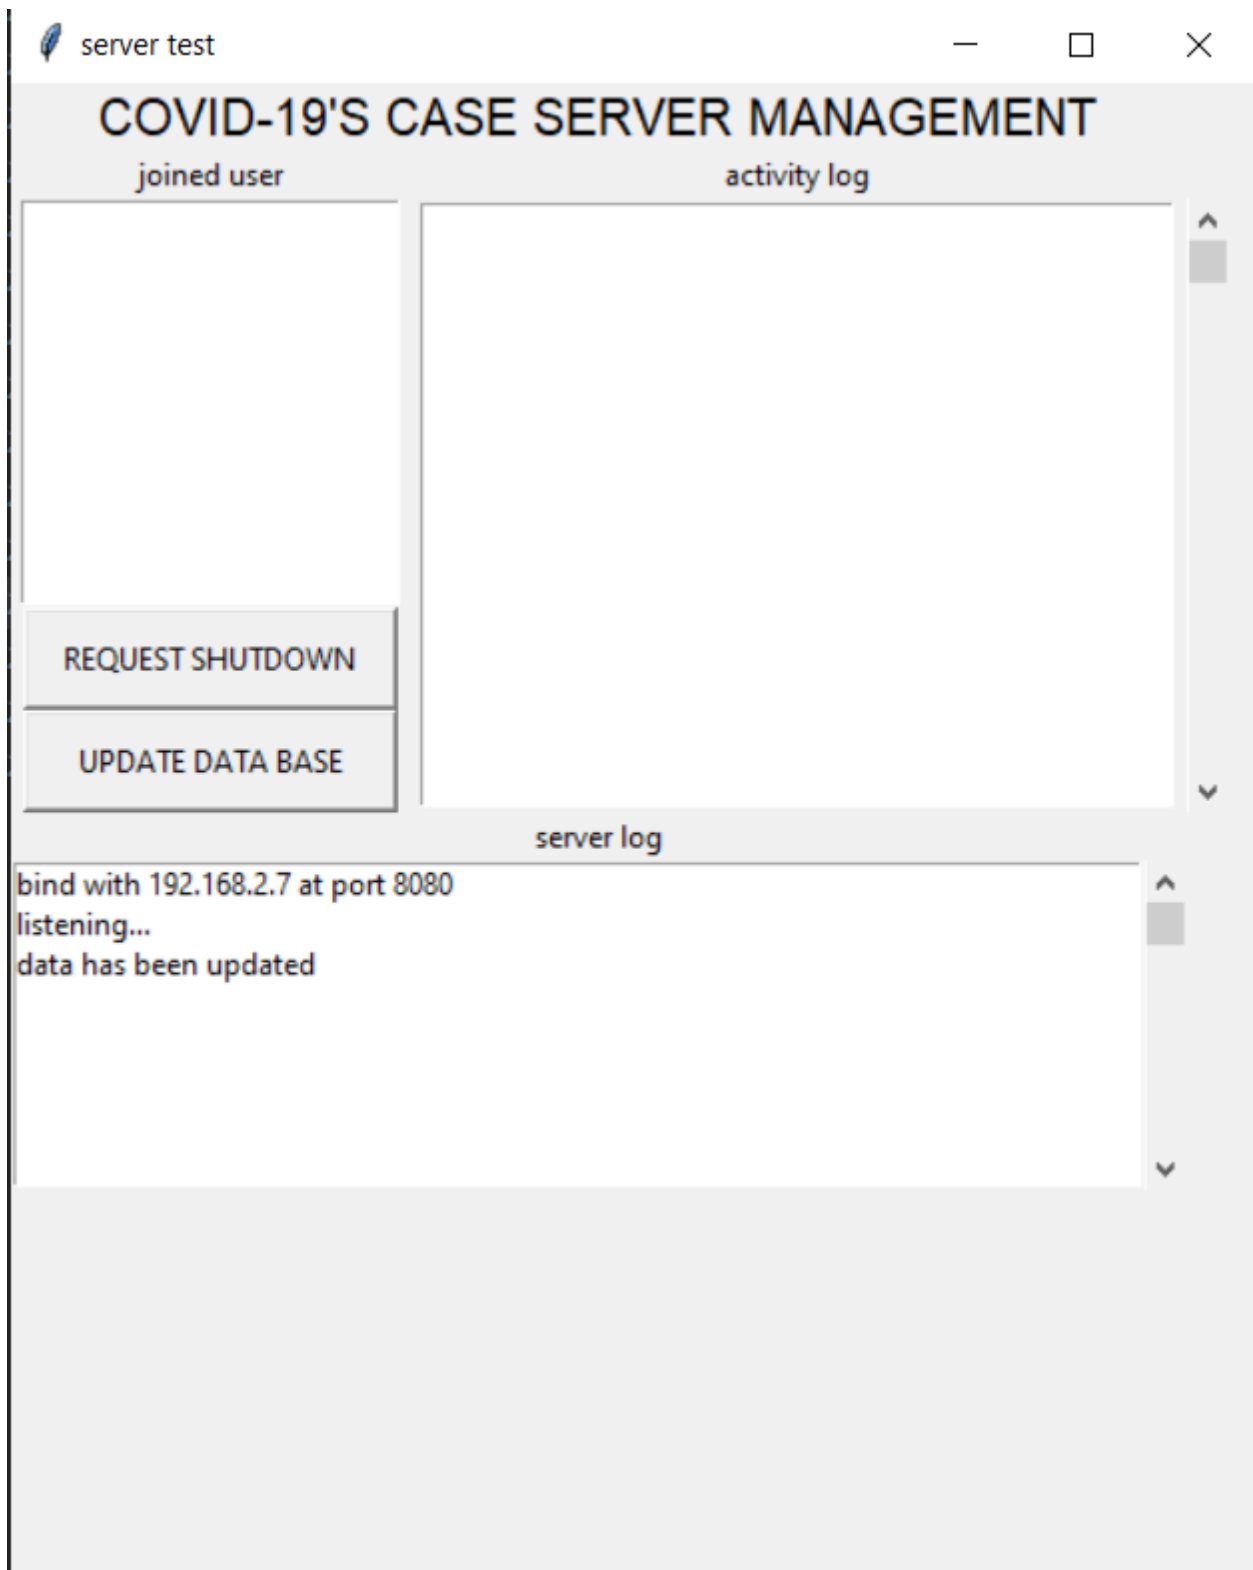 server test
COVID-19'S CASE SERVER MANAGEMENT
joined user
activity log
REQUEST SHUTDOWN
UPDATE DATA BASE
server log
bind with 192.168.2.7 at port 8080
listening...
data has been updated